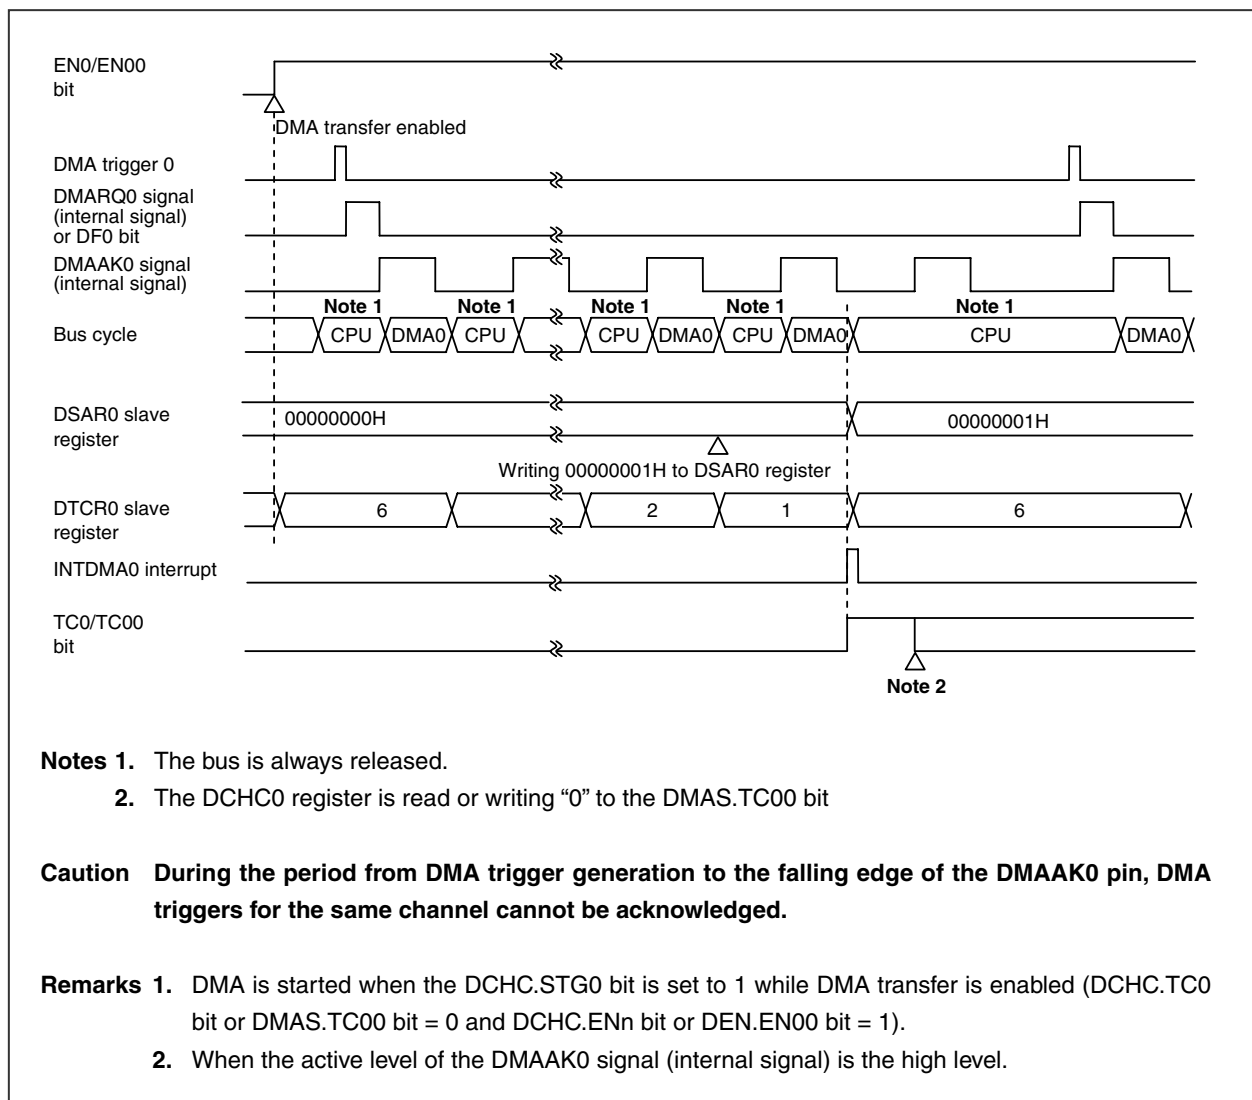 EN0/EN00
bit
DMA transfer enabled
DMA trigger 0
DMARQ0 signal
(internal signal)
or DF0 bit
DMAAK0 signal
(internal signal)
Note 1 Note 1 Note 1 Note 1 Note 1
Bus cycle CPU DMA0 CPU CPU DMA0 CPU DMA0 CPU DMA0
DSAR0 slave
register
00000000H 00000001H
Writing 00000001H to DSAR0 register
DTCR0 slave
register
6 2 1 6
INTDMA0 interrupt
TC0/TC00
bit
Note 2
Notes 1. The bus is always released.
2. The DCHC0 register is read or writing “0” to the DMAS.TC00 bit
Caution During the period from DMA trigger generation to the falling edge of the DMAAK0 pin, DMA
triggers for the same channel cannot be acknowledged.
Remarks 1. DMA is started when the DCHC.STG0 bit is set to 1 while DMA transfer is enabled (DCHC.TC0
bit or DMAS.TC00 bit = 0 and DCHC.ENn bit or DEN.EN00 bit = 1).
2. When the active level of the DMAAK0 signal (internal signal) is the high level.